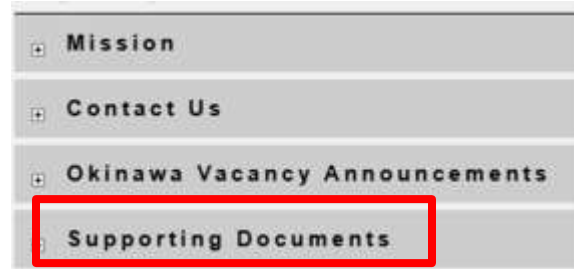 Mission
Contact Us
Okinawa Vacancy Announcements
Supporting Documents